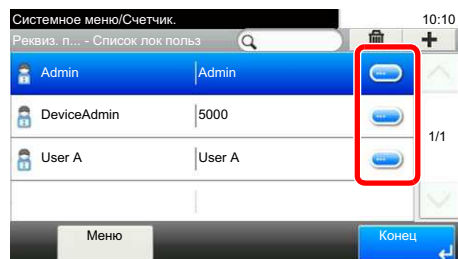 Системное меню/Счетчик.
10:10
Реквиз. п... - Список лок польз
Admin Admin
DeviceAdmin 5000
1/1
User A User A
Меню Конец